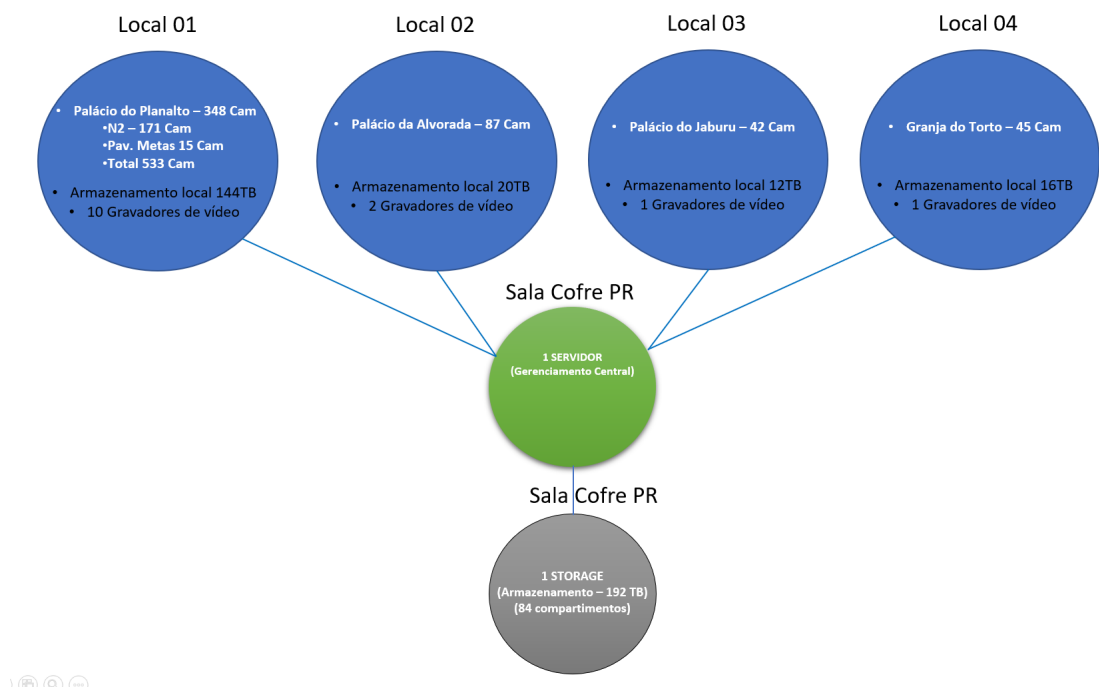 Local 01
• Palácio do Planalto – 348 Cam
•N2 – 171 Cam
•Pav. Metas 15 Cam
•Total 533 Cam
• Armazenamento local 144TB
• 10 Gravadores de vídeo
Local 02
• Palácio da Alvorada – 87 Cam
• Armazenamento local 20TB
• 2 Gravadores de vídeo
Local 03
• Palácio do Jaburu – 42 Cam
• Armazenamento local 12TB
• 1 Gravadores de vídeo
Local 04
• Granja do Torto – 45 Cam
• Armazenamento local 16TB
• 1 Gravadores de vídeo
Sala Cofre PR
1 SERVIDOR
(Gerenciamento Central)
Sala Cofre PR
1 STORAGE
(Armazenamento – 192 TB)
(84 compartimentos)